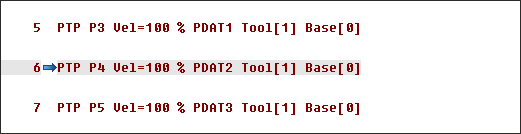 5 PTP P3 Vel=100 % PDAT1 Tool[1] Base[0]
6 PTP P4 Vel=100 % PDAT2 Tool[1] Base[0]
7 PTP P5 Vel=100 % PDAT3 Tool[1] Base[0]